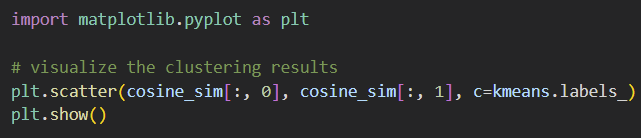 import matplotlib.pyplot as plt
# visualize the clustering results
plt.scatter(cosine_sim[:, 0], cosine_sim[:, 1], c=kmeans.labels_)
plt.show()